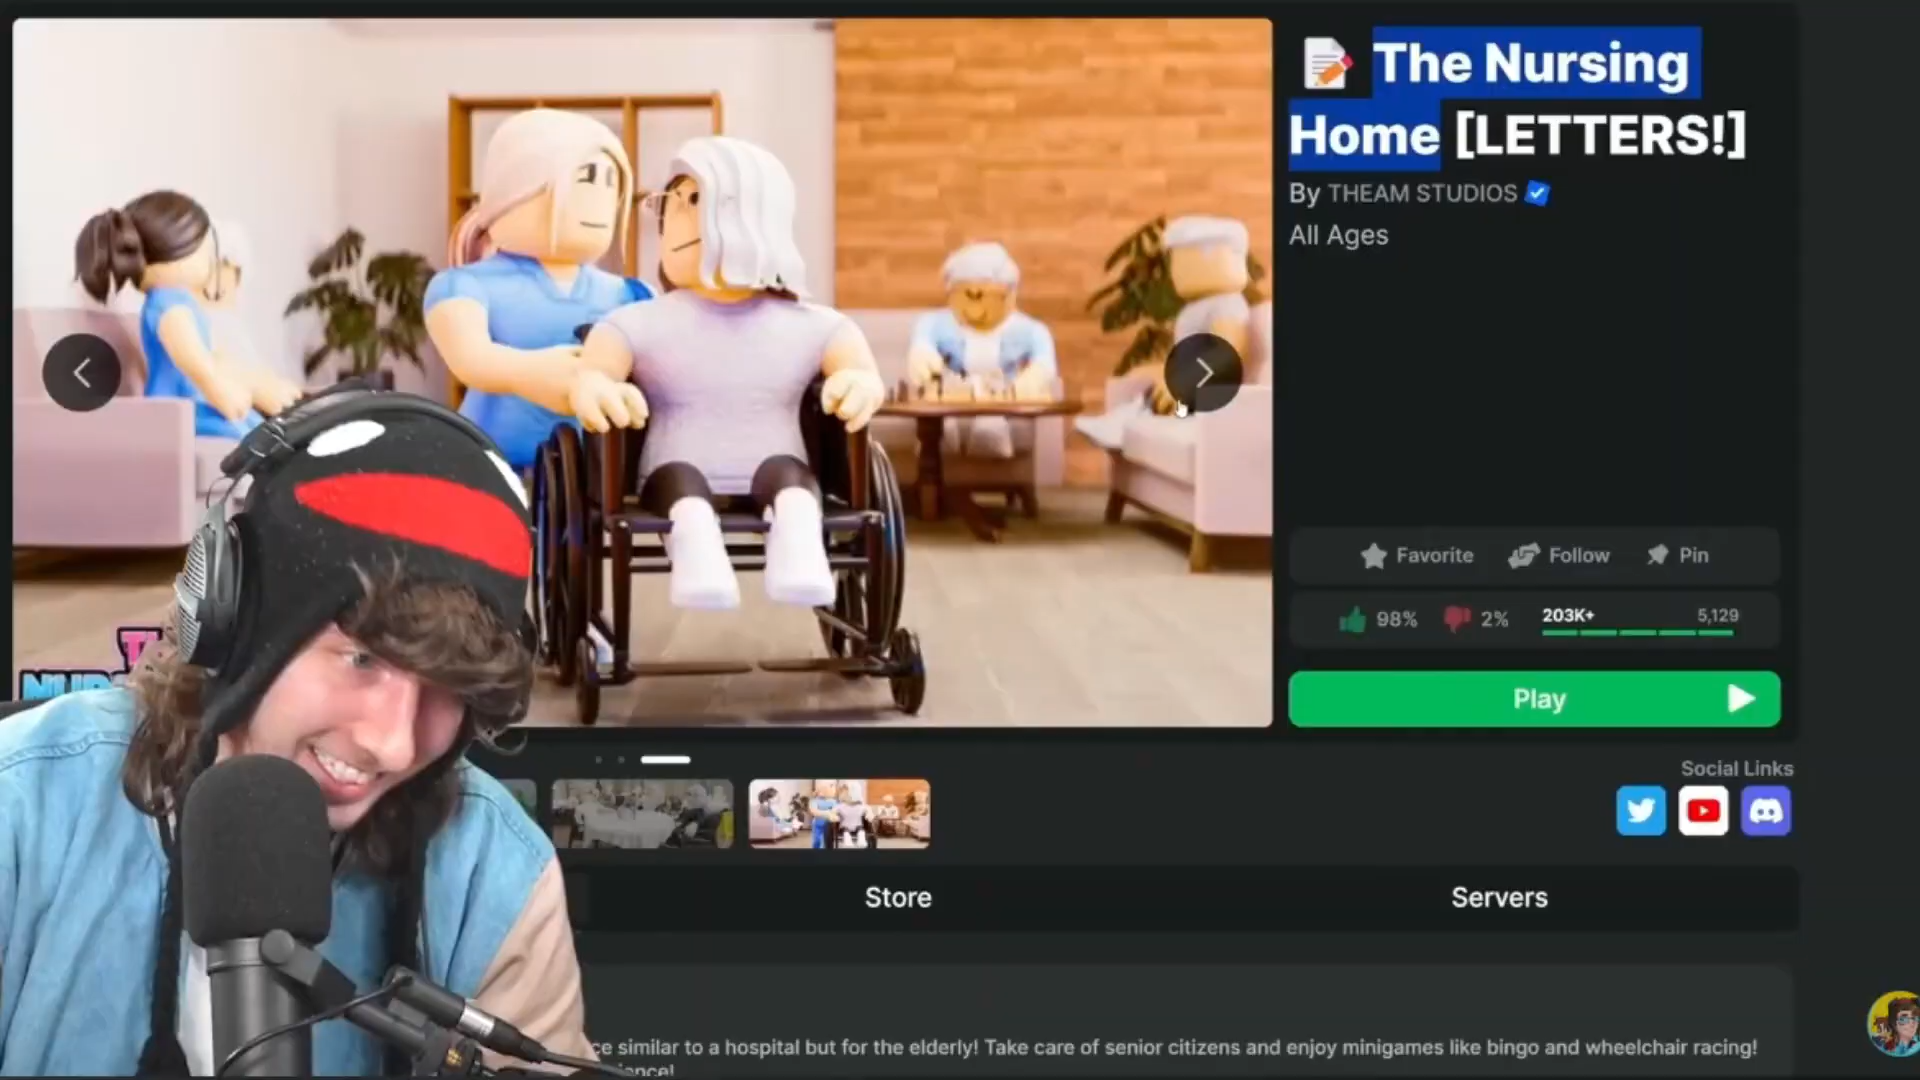 The Nursing
Home [LETTERS!]
By THEAM STUDIOS
All Ages
Favorite Follow Pin
98% 2% 203K+ 5,129
Play
Social Links
Store Servers
similar to a hospital but for the elderly! Take care of senior citizens and enjoy minigames like bingo and wheelchair racing!